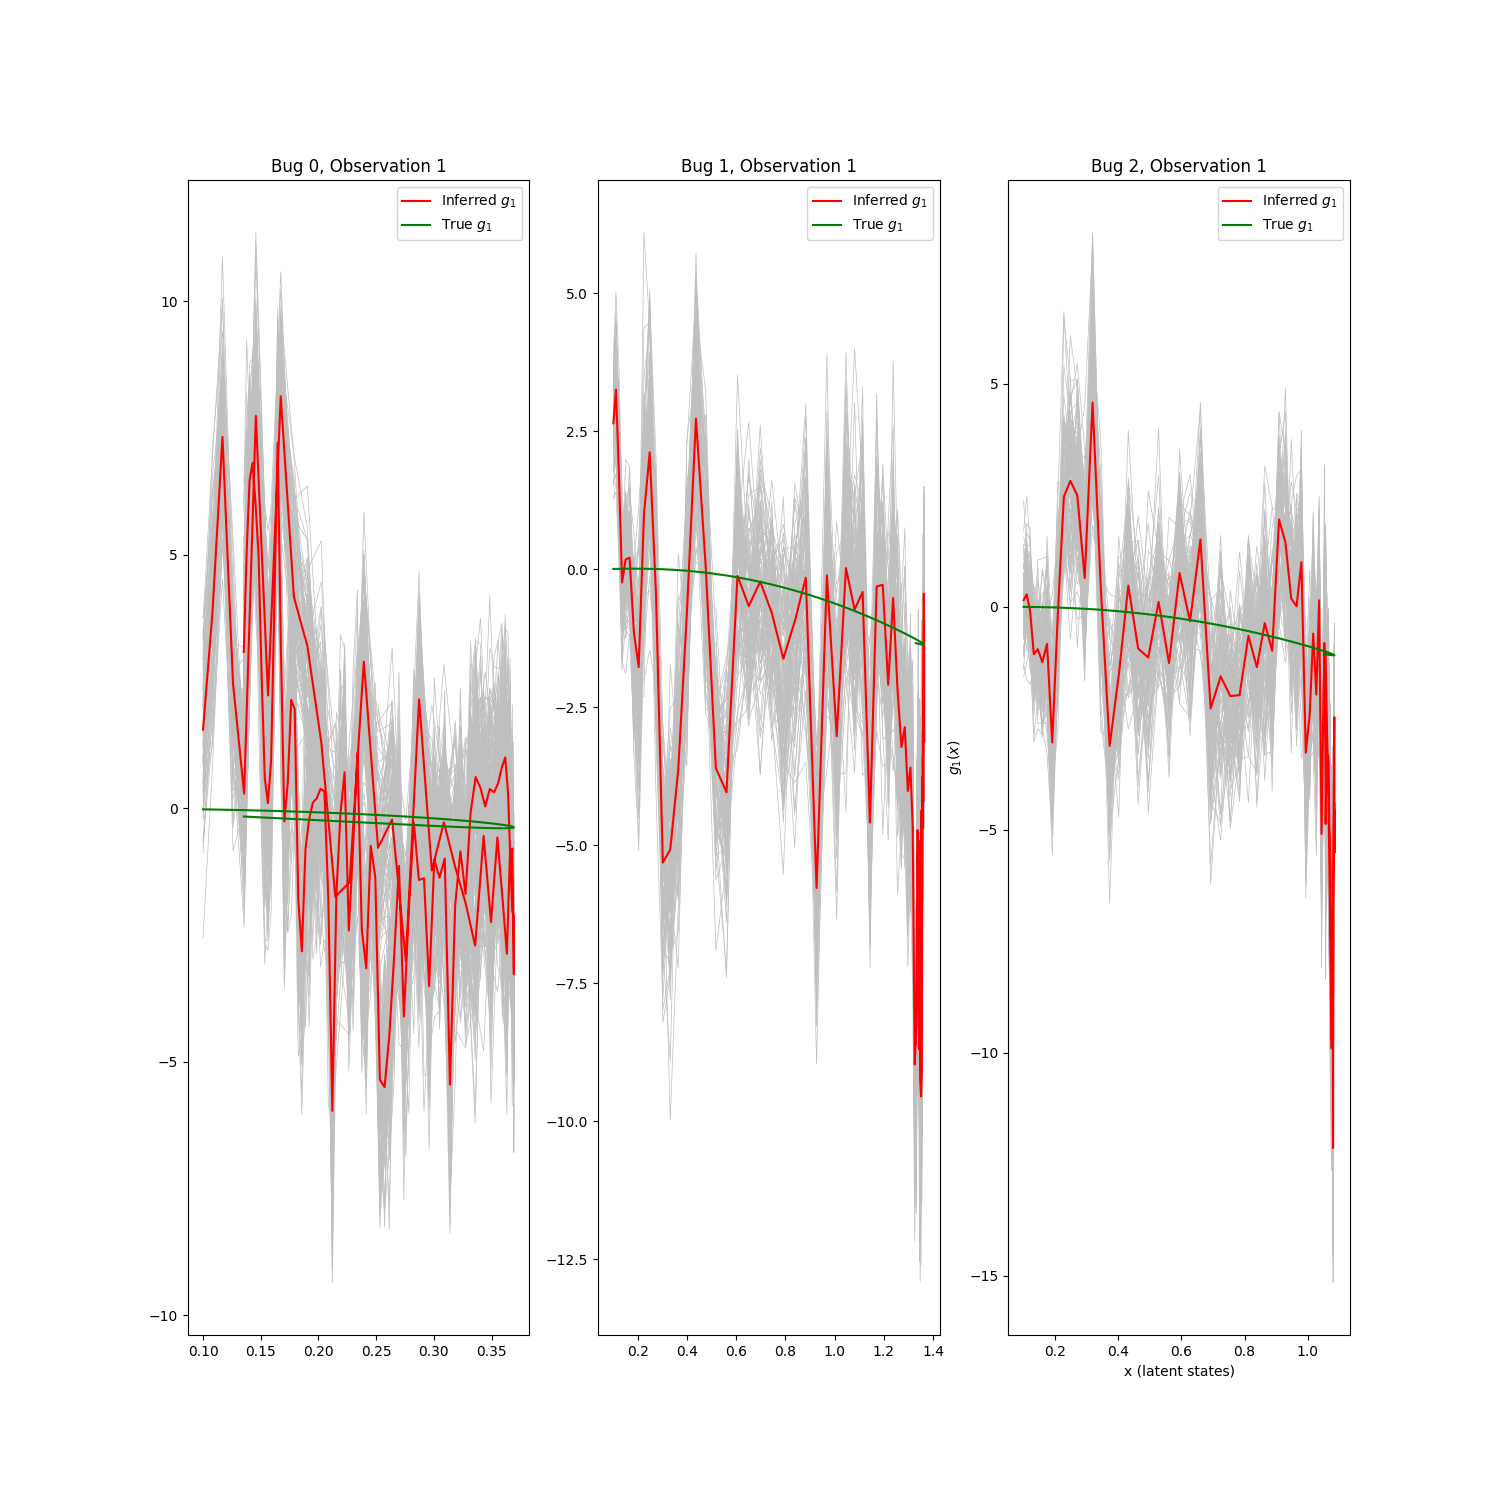 Bug 0, Observation 1
Inferred g₁
True g₁
10
5
0
−5
−10
0.10 0.15 0.20 0.25 0.30 0.35
Bug 1, Observation 1
Inferred g₁
True g₁
5.0
2.5
0.0
−2.5
−5.0
−7.5
−10.0
−12.5
0.2 0.4 0.6 0.8 1.0 1.2 1.4
Bug 2, Observation 1
Inferred g₁
True g₁
g₁(x)
5
0
−5
−10
−15
0.2 0.4 0.6 0.8 1.0
x (latent states)